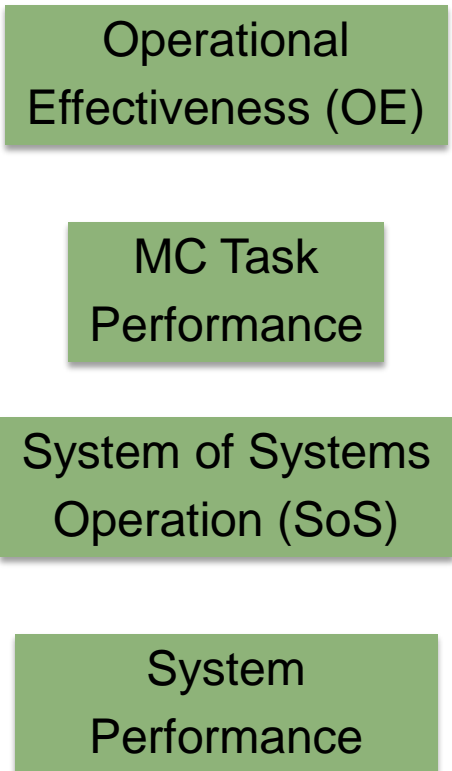 Operational
Effectiveness (OE)
MC Task
Performance
System of Systems
Operation (SoS)
System
Performance